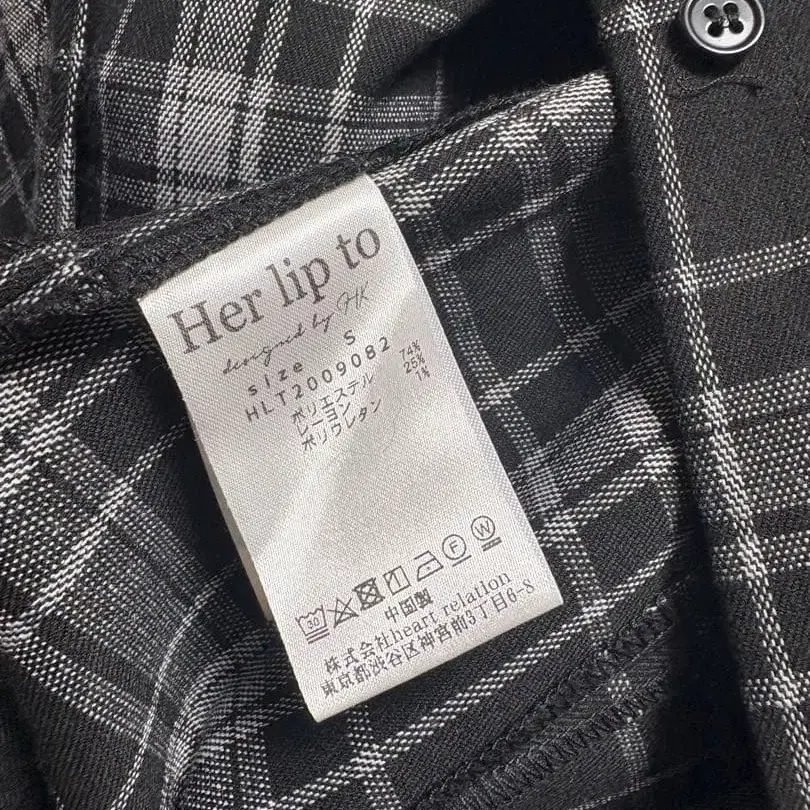 Her lip to
designed by HK
size S
HLT2009082
ポリエステル 74%
レーヨン 25%
ポリウレタン 1%
30 F W
中国製
株式会社heart relation
東京都渋谷区神宮前3丁目6-8